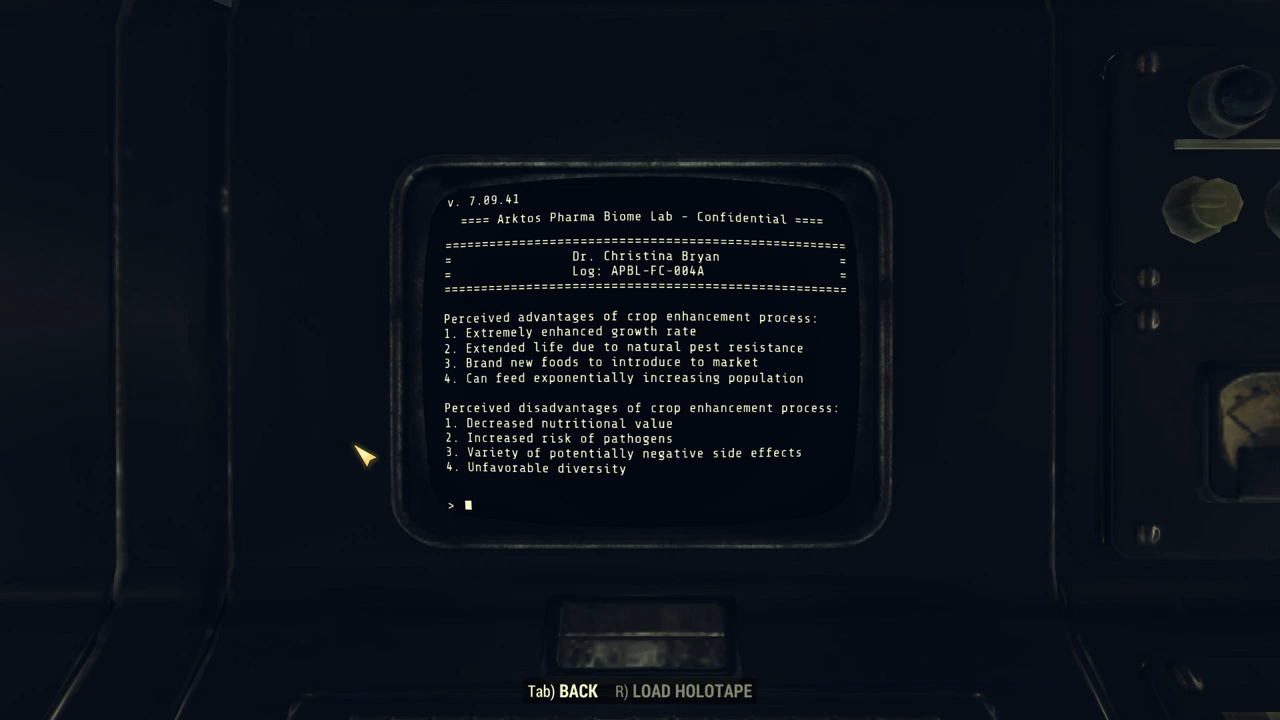 v. 7.09.41
==== Arktos Pharma Biome Lab - Confidential ====
=====================================================
= Dr. Christina Bryan =
= Log: APBL-FC-004A =
=====================================================
Perceived advantages of crop enhancement process:
1. Extremely enhanced growth rate
2. Extended life due to natural pest resistance
3. Brand new foods to introduce to market
4. Can feed exponentially increasing population
Perceived disadvantages of crop enhancement process:
1. Decreased nutritional value
2. Increased risk of pathogens
3. Variety of potentially negative side effects
4. Unfavorable diversity
>
Tab) BACK R) LOAD HOLOTAPE